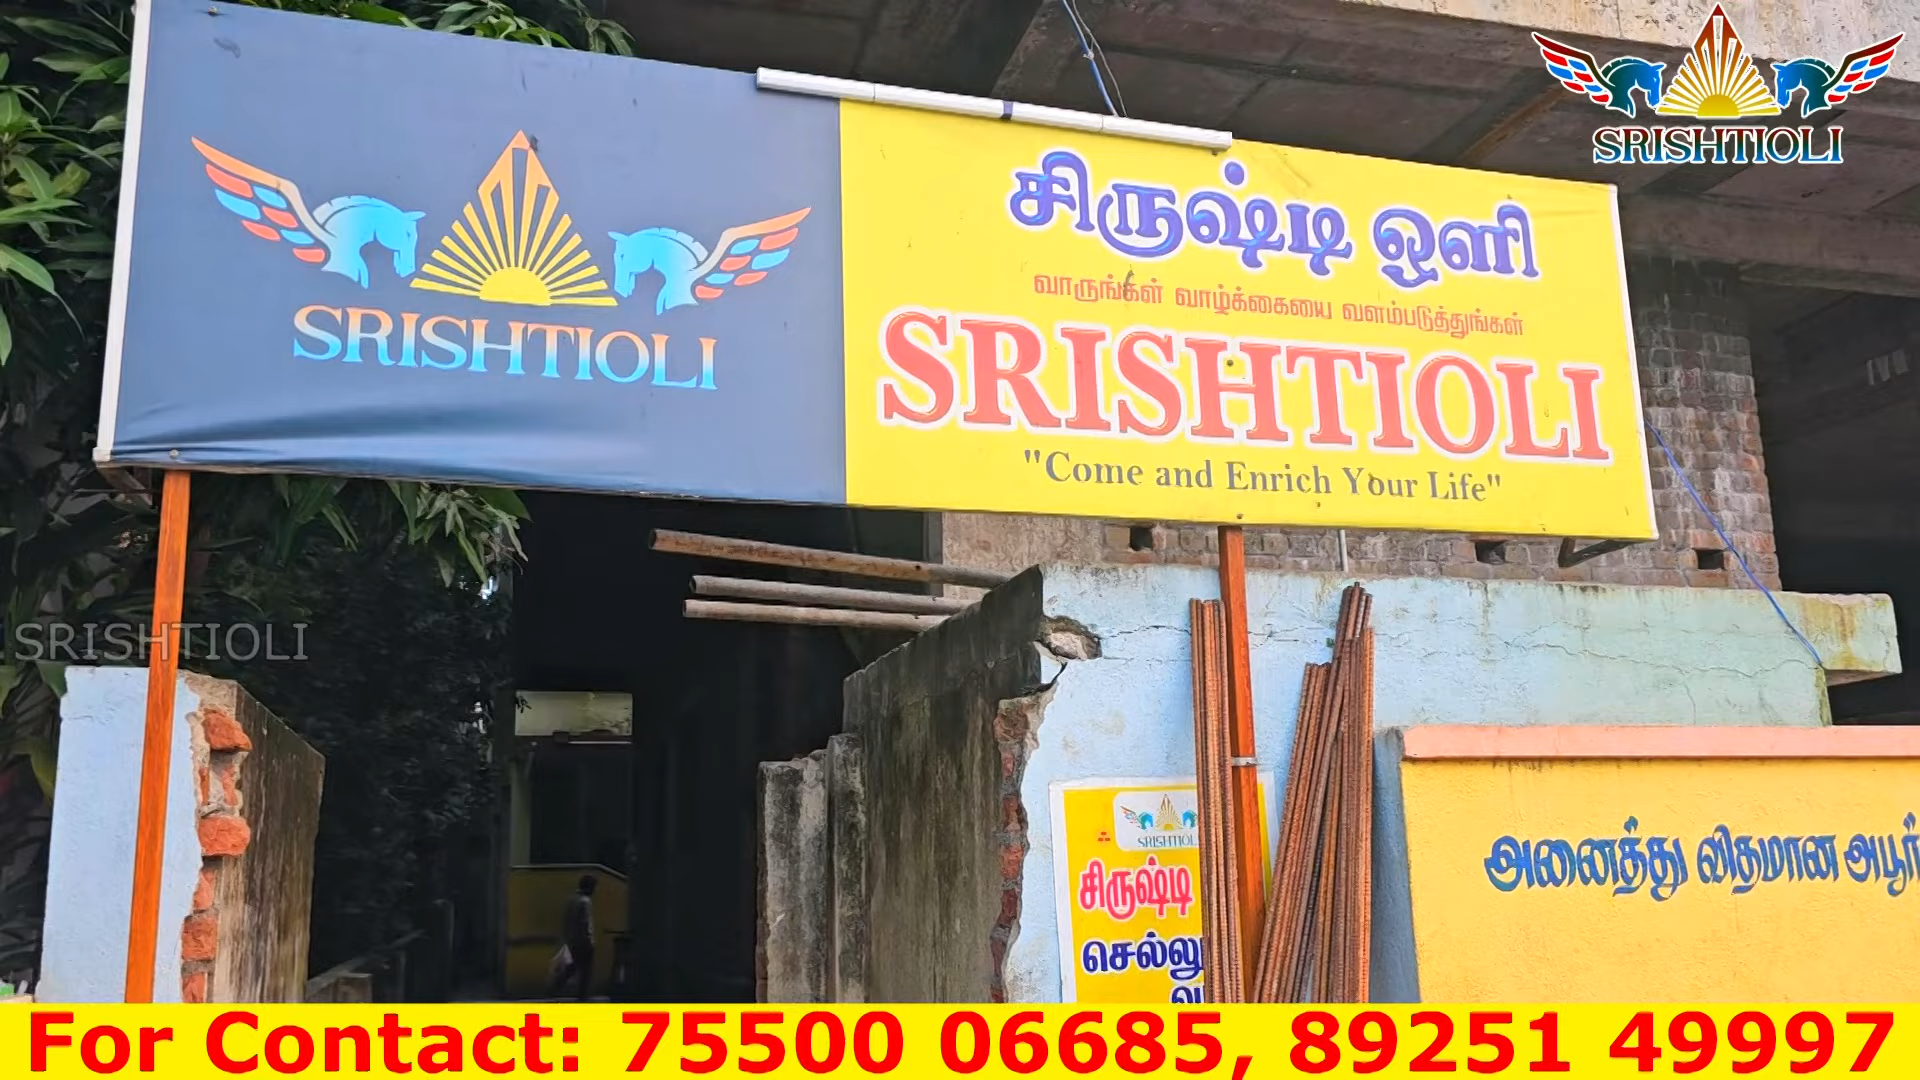 SRISHTIOLI
SRISHTIOLI
சிருஷ்டி ஒளி
வாருங்கள் வாழ்க்கையை வளம்படுத்துங்கள்
SRISHTIOLI
"Come and Enrich Your Life"
SRISHTIOLI
SRISHTIOLI
சிருஷ்டி
அனைத்து விதமான
For Contact: 75500 06685, 89251 49997